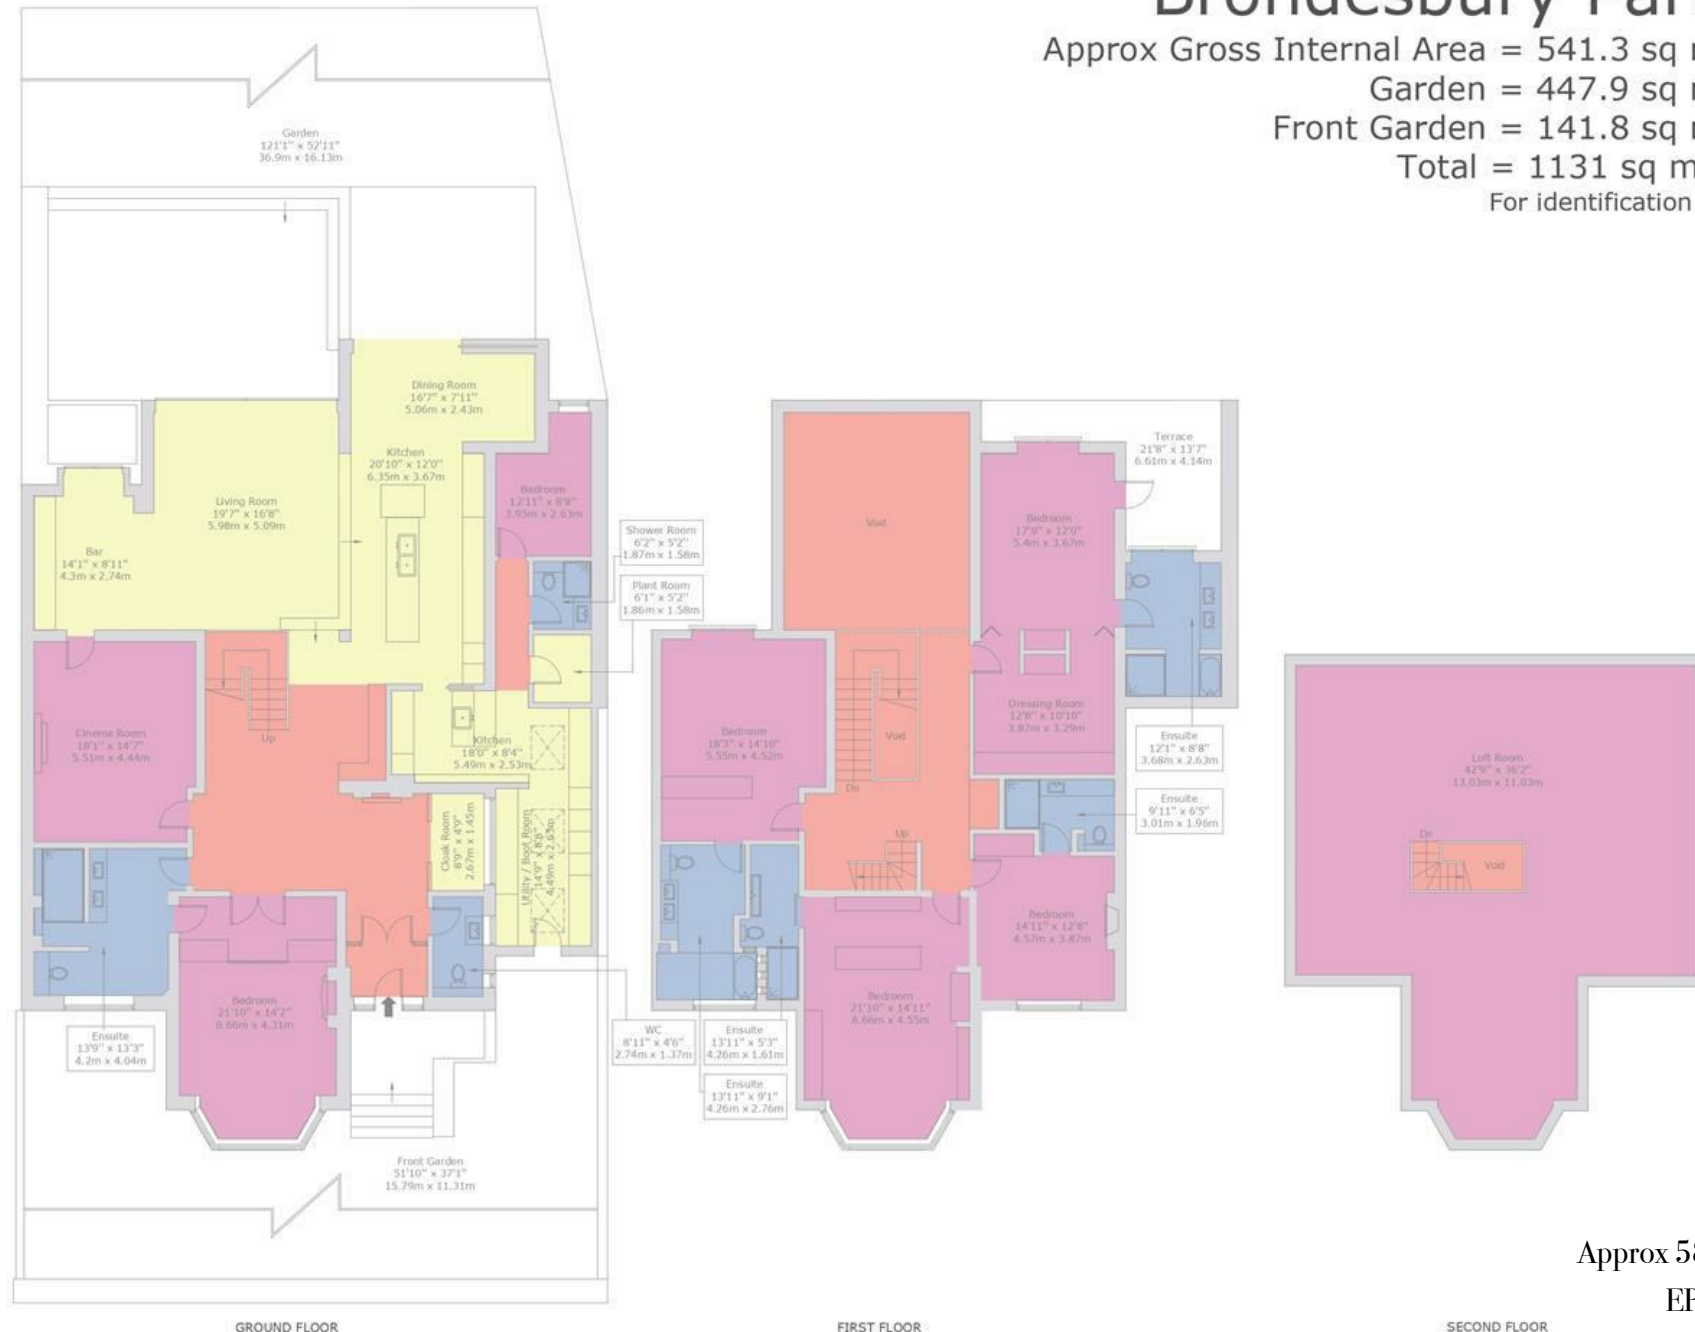 Approx Gross Internal Area = 541.3 sq
Garden = 447.9 sq
Front Garden = 141.8 sq
Total = 1131 sq
For identification
Garden
121'1" x 52'11"
36.9m x 16.13m
Dining Room
16'7" x 7'11"
5.06m x 2.43m
Kitchen
20'10" x 12'0"
6.35m x 3.67m
Living Room
19'7" x 16'8"
5.98m x 5.09m
Bedroom
12'11" x 8'8"
3.95m x 2.63m
Bar
14'1" x 8'11"
4.3m x 2.74m
Shower Room
6'2" x 5'2"
1.87m x 1.58m
Plant Room
6'1" x 5'2"
1.86m x 1.58m
Cinema Room
18'1" x 14'7"
5.51m x 4.44m
Up
Kitchen
18'0" x 8'4"
5.49m x 2.53m
Cloak Room
8'9" x 4'9"
2.67m x 1.45m
Utility / Boot Room
14'9" x 8'8"
4.49m x 2.63m
Bedroom
21'10" x 14'2"
6.66m x 4.31m
Ensuite
13'9" x 13'3"
4.2m x 4.04m
WC
8'11" x 4'6"
2.74m x 1.37m
Front Garden
51'10" x 37'1"
15.79m x 11.31m
GROUND FLOOR
Void
Terrace
21'8" x 13'7"
6.61m x 4.14m
Bedroom
17'9" x 12'0"
5.4m x 3.67m
Dressing Room
12'8" x 10'10"
3.87m x 3.29m
Bedroom
18'3" x 14'10"
5.55m x 4.52m
Void
Dn
Up
Ensuite
12'1" x 8'8"
3.68m x 2.63m
Ensuite
9'11" x 6'5"
3.01m x 1.96m
Bedroom
14'11" x 12'8"
4.57m x 3.87m
Bedroom
21'10" x 14'11"
6.66m x 4.55m
Ensuite
13'11" x 5'3"
4.26m x 1.61m
Ensuite
13'11" x 9'1"
4.26m x 2.76m
FIRST FLOOR
Loft Room
42'9" x 36'2"
13.03m x 11.03m
Dn
Void
Approx
SECOND FLOOR